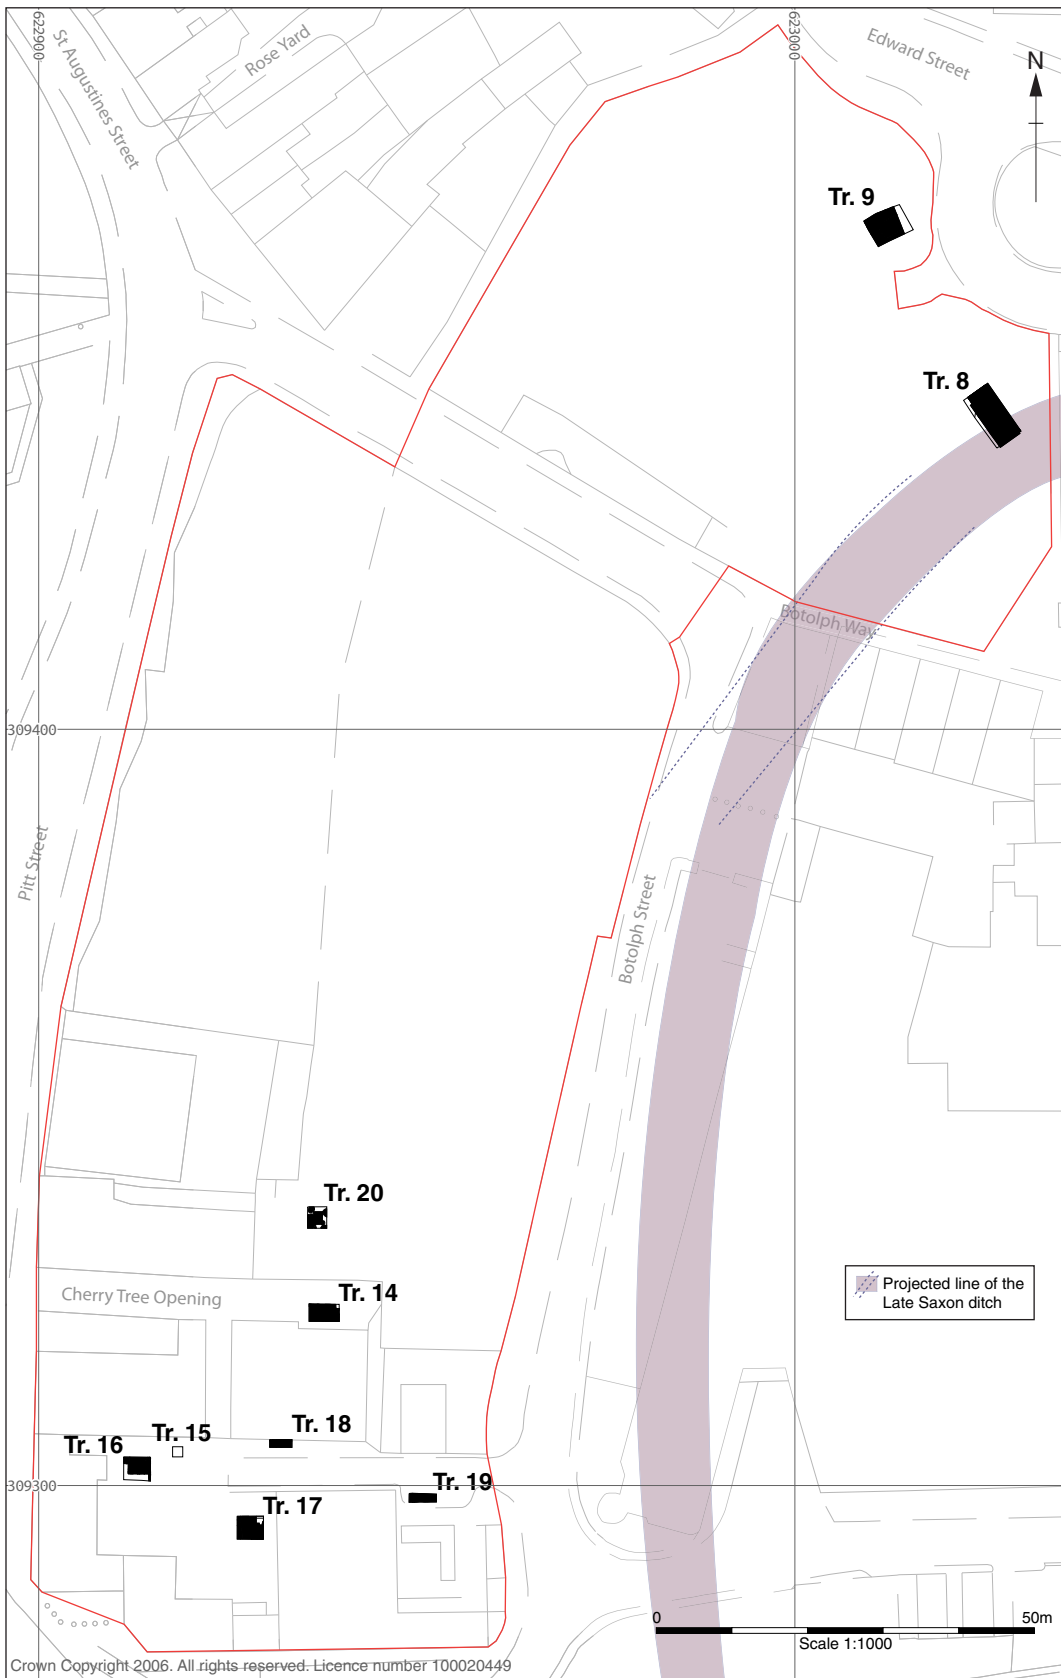 622900
623000
St Augustines Street
Rose Yard
Edward Street
N
Tr. 9
Tr. 8
Botolph Way
309400
Pitt Street
Botolph Street
Tr. 20
Cherry Tree Opening
Tr. 14
Projected line of the
Late Saxon ditch
Tr. 18
Tr. 15
Tr. 16
309300
Tr. 19
Tr. 17
0
50m
Scale 1:1000
Crown Copyright 2006. All rights reserved. Licence number 100020449